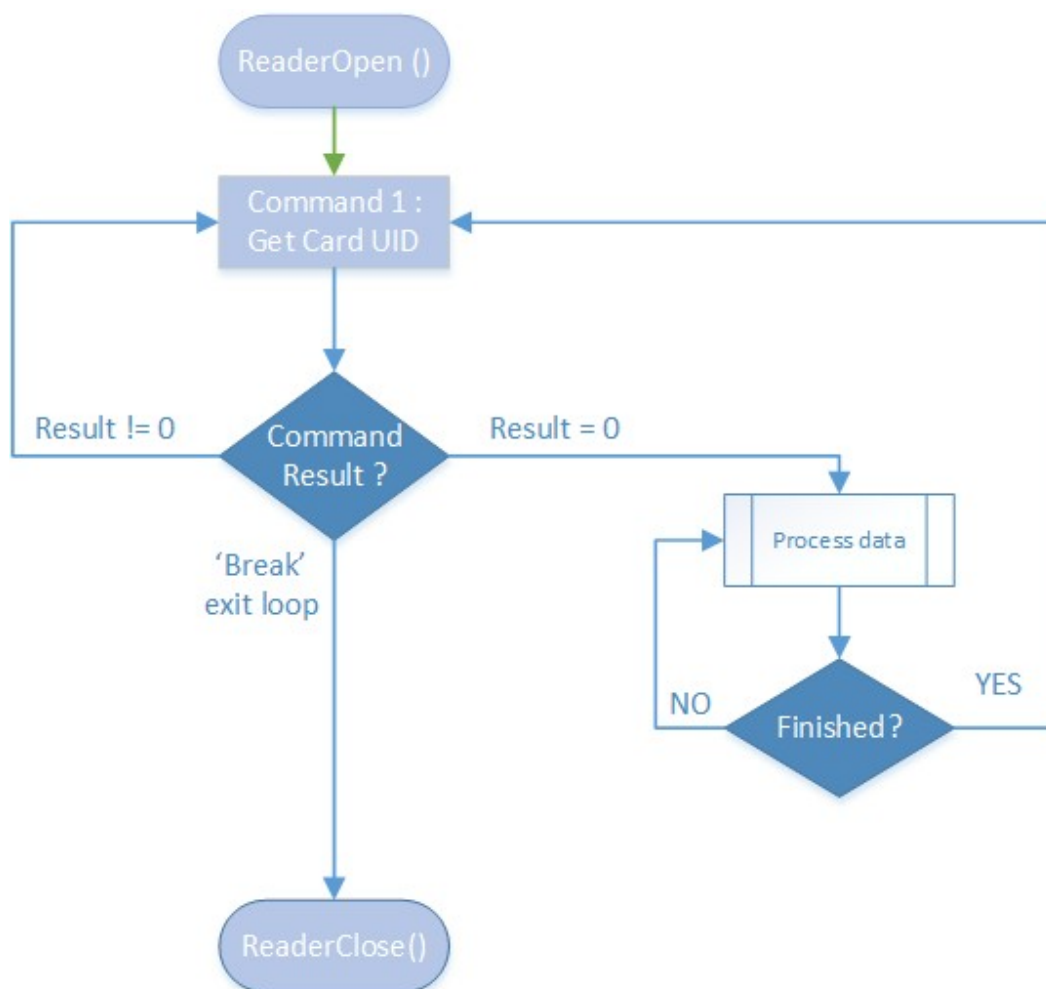 ReaderOpen ()
Command 1 :
Get Card UID
Result != 0
Command
Result ?
Result = 0
‘Break’
exit loop
Process data
NO
Finished?
YES
ReaderClose()